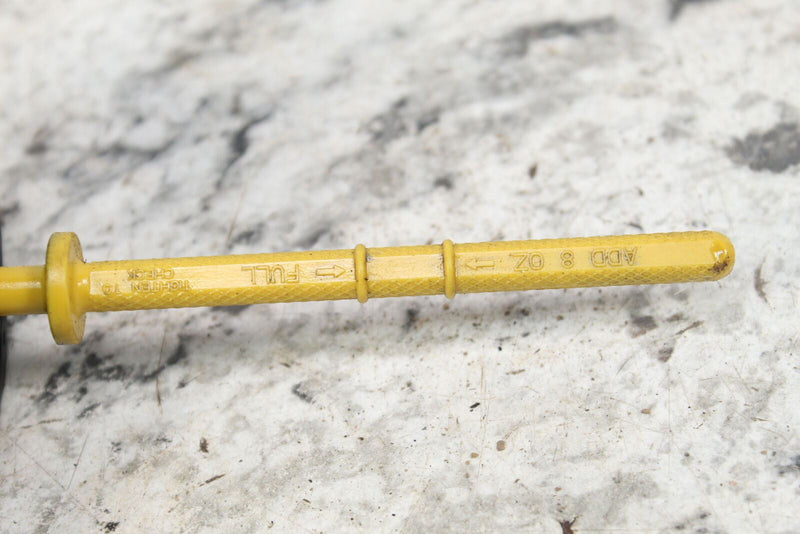 TIGHTEN TO
CHECK
FULL →
← ADD 8 OZ